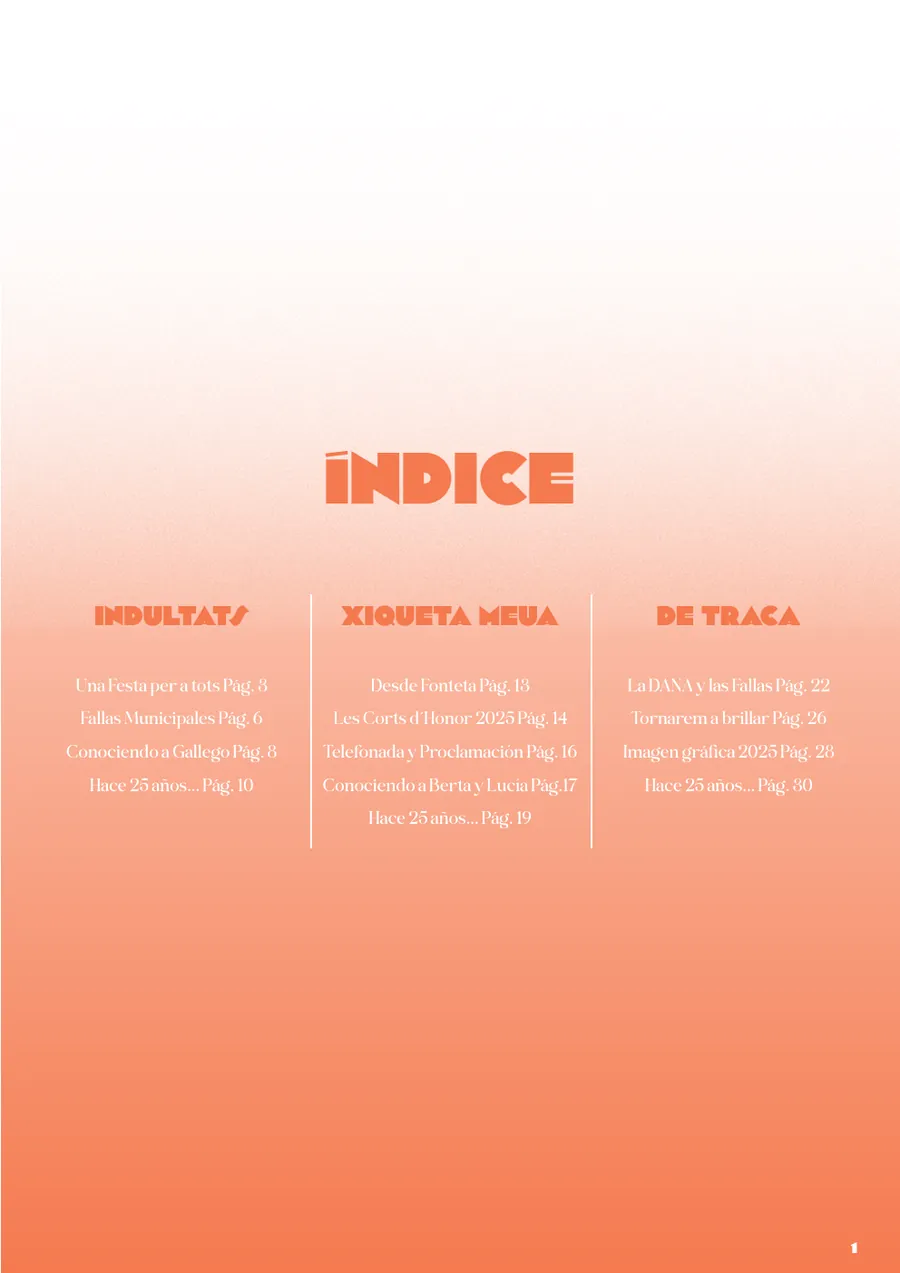 ÍNDICE
INDULTATS
Una Festa per a tots Pág. 3
Fallas Municipales Pág. 6
Conociendo a Gallego Pág. 8
Hace 25 años... Pág. 10
XIQUETA MEUA
Desde Fonteta Pág. 13
Les Corts d'Honor 2025 Pág. 14
Telefonada y Proclamación Pág. 16
Conociendo a Berta y Lucía Pág.17
Hace 25 años... Pág. 19
DE TRACA
La DANA y las Fallas Pág. 22
Tornarem a brillar Pág. 26
Imagen gráfica 2025 Pág. 28
Hace 25 años... Pág. 30
1